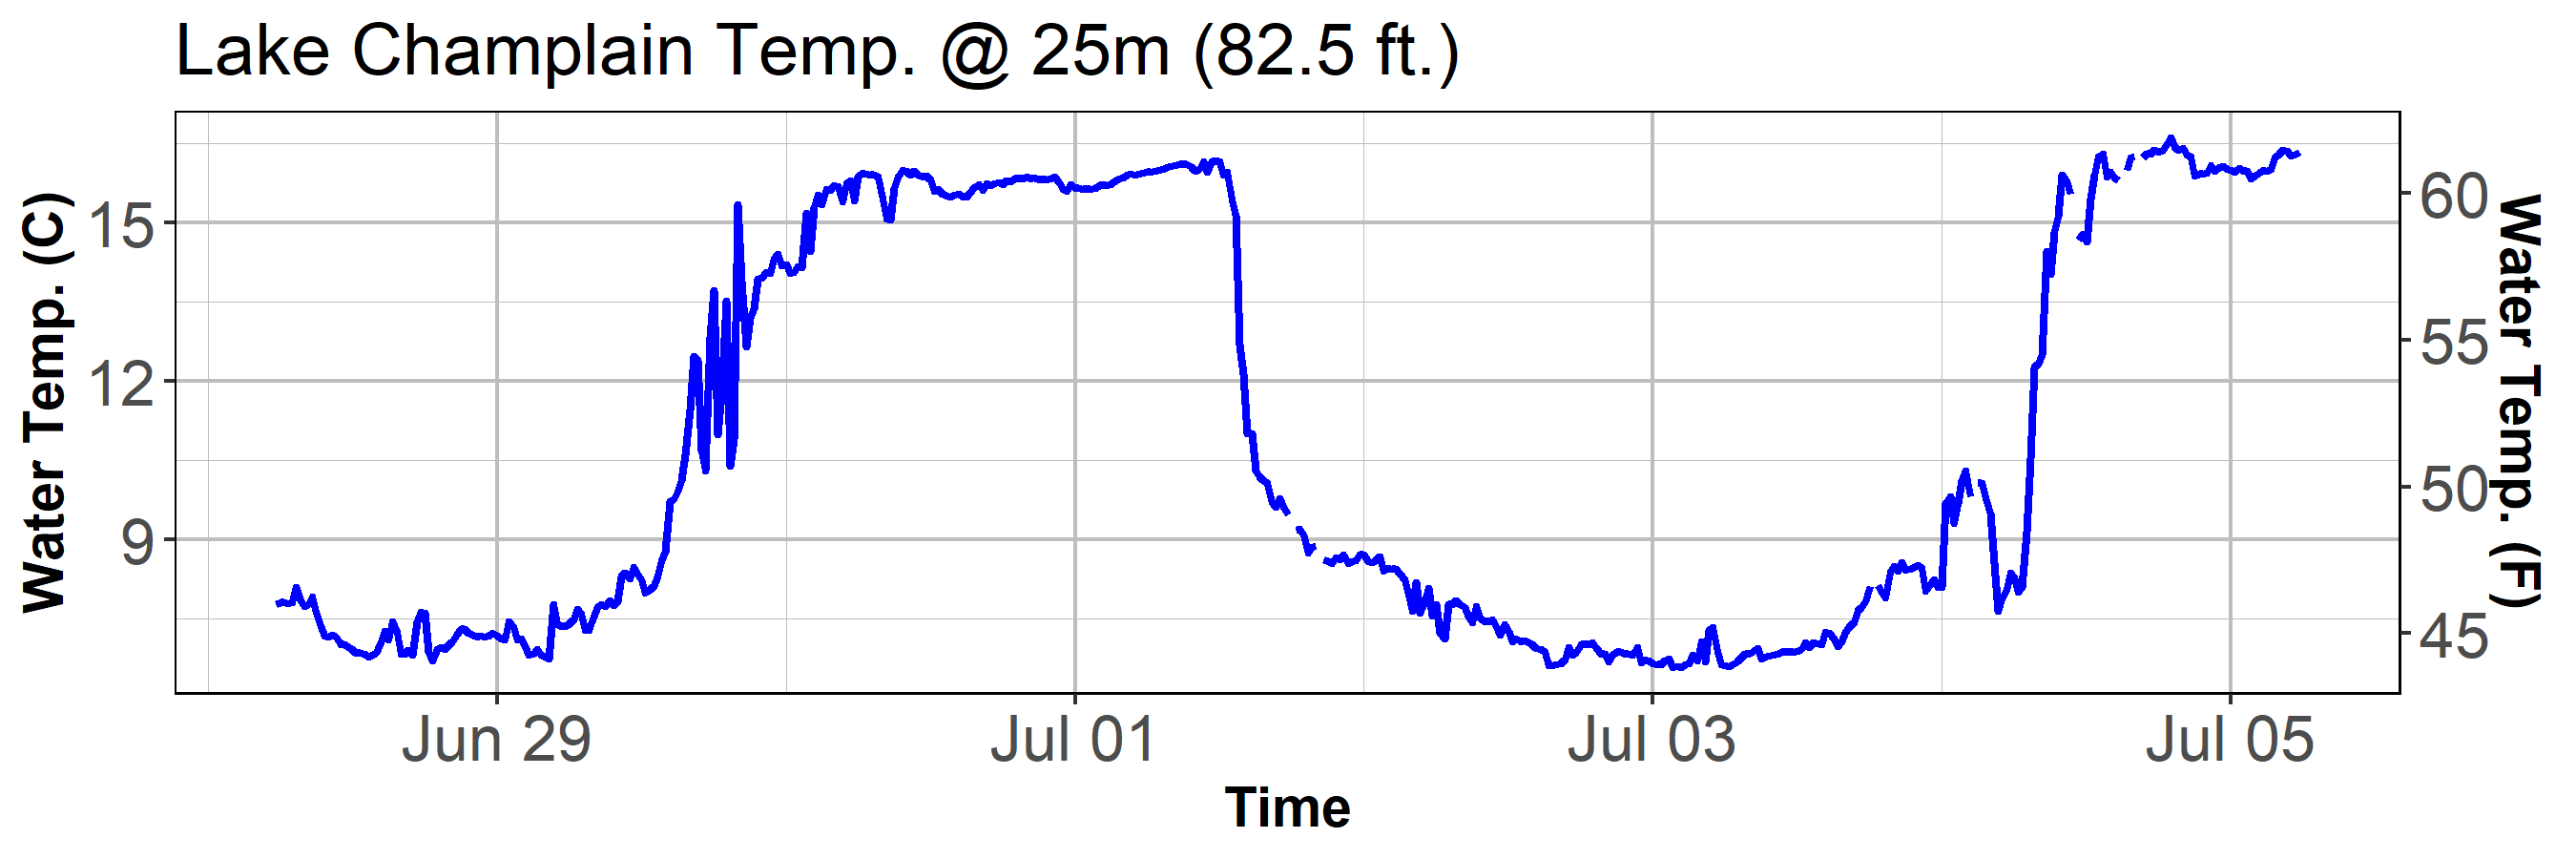 Lake Champlain Temp. @ 25m (82.5 ft.)
Water Temp. (C)
15
12
9
60
55
50
45
Water Temp. (F)
Jun 29
Jul 01
Jul 03
Jul 05
Time